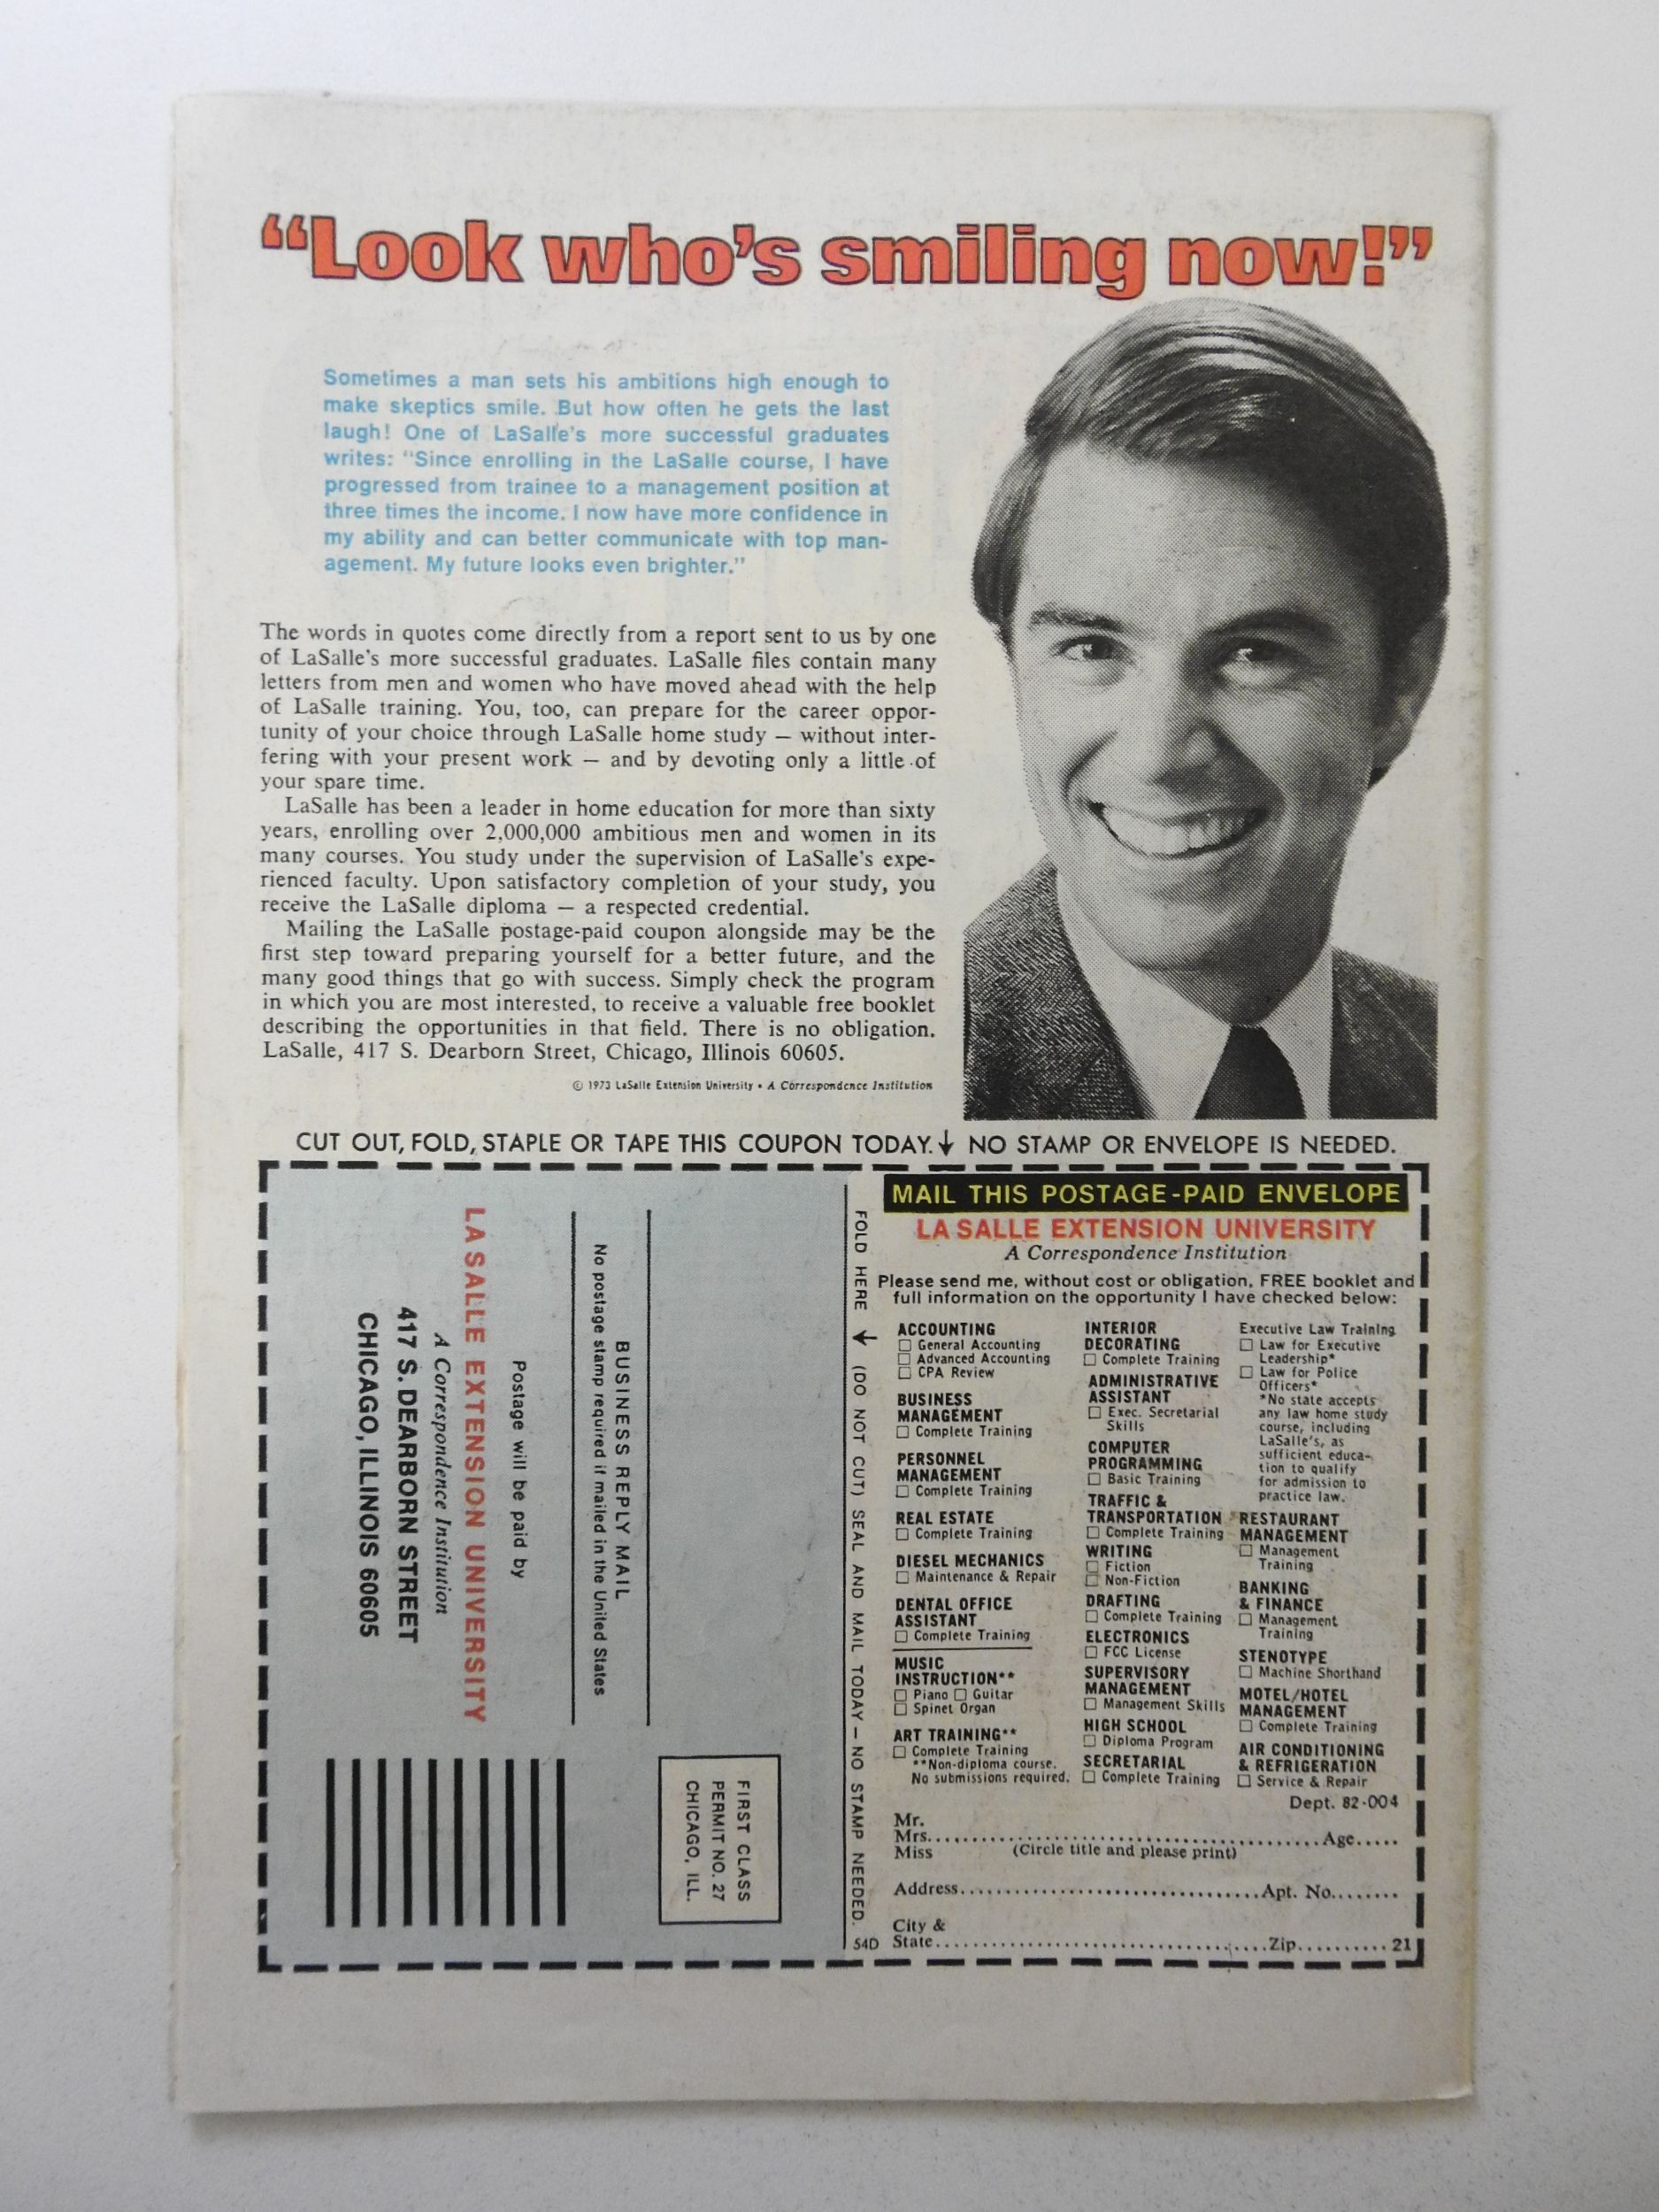 “Look who’s smiling now!”
Sometimes a man sets his ambitions high enough to
make skeptics smile. But how often he gets the last
laugh! One of LaSalle’s more successful graduates
writes: “Since enrolling in the LaSalle course, I have
progressed from trainee to a management position at
three times the income. I now have more confidence in
my ability and can better communicate with top man-
agement. My future looks even brighter.”
The words in quotes come directly from a report sent to us by one
of LaSalle’s more successful graduates. LaSalle files contain many
letters from men and women who have moved ahead with the help
of LaSalle training. You, too, can prepare for the career oppor-
tunity of your choice through LaSalle home study — without inter-
fering with your present work — and by devoting only a little of
your spare time.
LaSalle has been a leader in home education for more than sixty
years, enrolling over 2,000,000 ambitious men and women in its
many courses. You study under the supervision of LaSalle’s expe-
rienced faculty. Upon satisfactory completion of your study, you
receive the LaSalle diploma — a respected credential.
Mailing the LaSalle postage-paid coupon alongside may be the
first step toward preparing yourself for a better future, and the
many good things that go with success. Simply check the program
in which you are most interested, to receive a valuable free booklet
describing the opportunities in that field. There is no obligation.
LaSalle, 417 S. Dearborn Street, Chicago, Illinois 60605.
© 1973 LaSalle Extension University • A Correspondence Institution
CUT OUT, FOLD, STAPLE OR TAPE THIS COUPON TODAY. ↓ NO STAMP OR ENVELOPE IS NEEDED.
FIRST CLASS
PERMIT NO. 27
CHICAGO, ILL.
BUSINESS REPLY MAIL
No postage stamp required if mailed in the United States
Postage will be paid by
LA SALLE EXTENSION UNIVERSITY
A Correspondence Institution
417 S. DEARBORN STREET
CHICAGO, ILLINOIS 60605
FOLD HERE ↓ (DO NOT CUT) SEAL AND MAIL TODAY — NO STAMP NEEDED.
54D
MAIL THIS POSTAGE-PAID ENVELOPE
LA SALLE EXTENSION UNIVERSITY
A Correspondence Institution
Please send me, without cost or obligation, FREE booklet and
full information on the opportunity I have checked below:
ACCOUNTING
☐ General Accounting
☐ Advanced Accounting
☐ CPA Review
BUSINESS
MANAGEMENT
☐ Complete Training
PERSONNEL
MANAGEMENT
☐ Complete Training
REAL ESTATE
☐ Complete Training
DIESEL MECHANICS
☐ Maintenance & Repair
DENTAL OFFICE
ASSISTANT
☐ Complete Training
MUSIC
INSTRUCTION**
☐ Piano ☐ Guitar
☐ Spinet Organ
ART TRAINING**
☐ Complete Training
**Non-diploma course.
No submissions required.
INTERIOR
DECORATING
☐ Complete Training
ADMINISTRATIVE
ASSISTANT
☐ Exec. Secretarial
Skills
COMPUTER
PROGRAMMING
☐ Basic Training
TRAFFIC &
TRANSPORTATION
☐ Complete Training
WRITING
☐ Fiction
☐ Non-Fiction
DRAFTING
☐ Complete Training
ELECTRONICS
☐ FCC License
SUPERVISORY
MANAGEMENT
☐ Management Skills
HIGH SCHOOL
☐ Diploma Program
SECRETARIAL
☐ Complete Training
Executive Law Training
☐ Law for Executive
Leadership*
☐ Law for Police
Officers*
*No state accepts
any law home study
course, including
LaSalle’s, as
sufficient educa-
tion to qualify
for admission to
practice law.
RESTAURANT
MANAGEMENT
☐ Management
Training
BANKING
& FINANCE
☐ Management
Training
STENOTYPE
☐ Machine Shorthand
MOTEL/HOTEL
MANAGEMENT
☐ Complete Training
AIR CONDITIONING
& REFRIGERATION
☐ Service & Repair
Dept. 82-004
Mr.
Mrs. Age
Miss (Circle title and please print)
Address Apt. No.
City &
State Zip 21